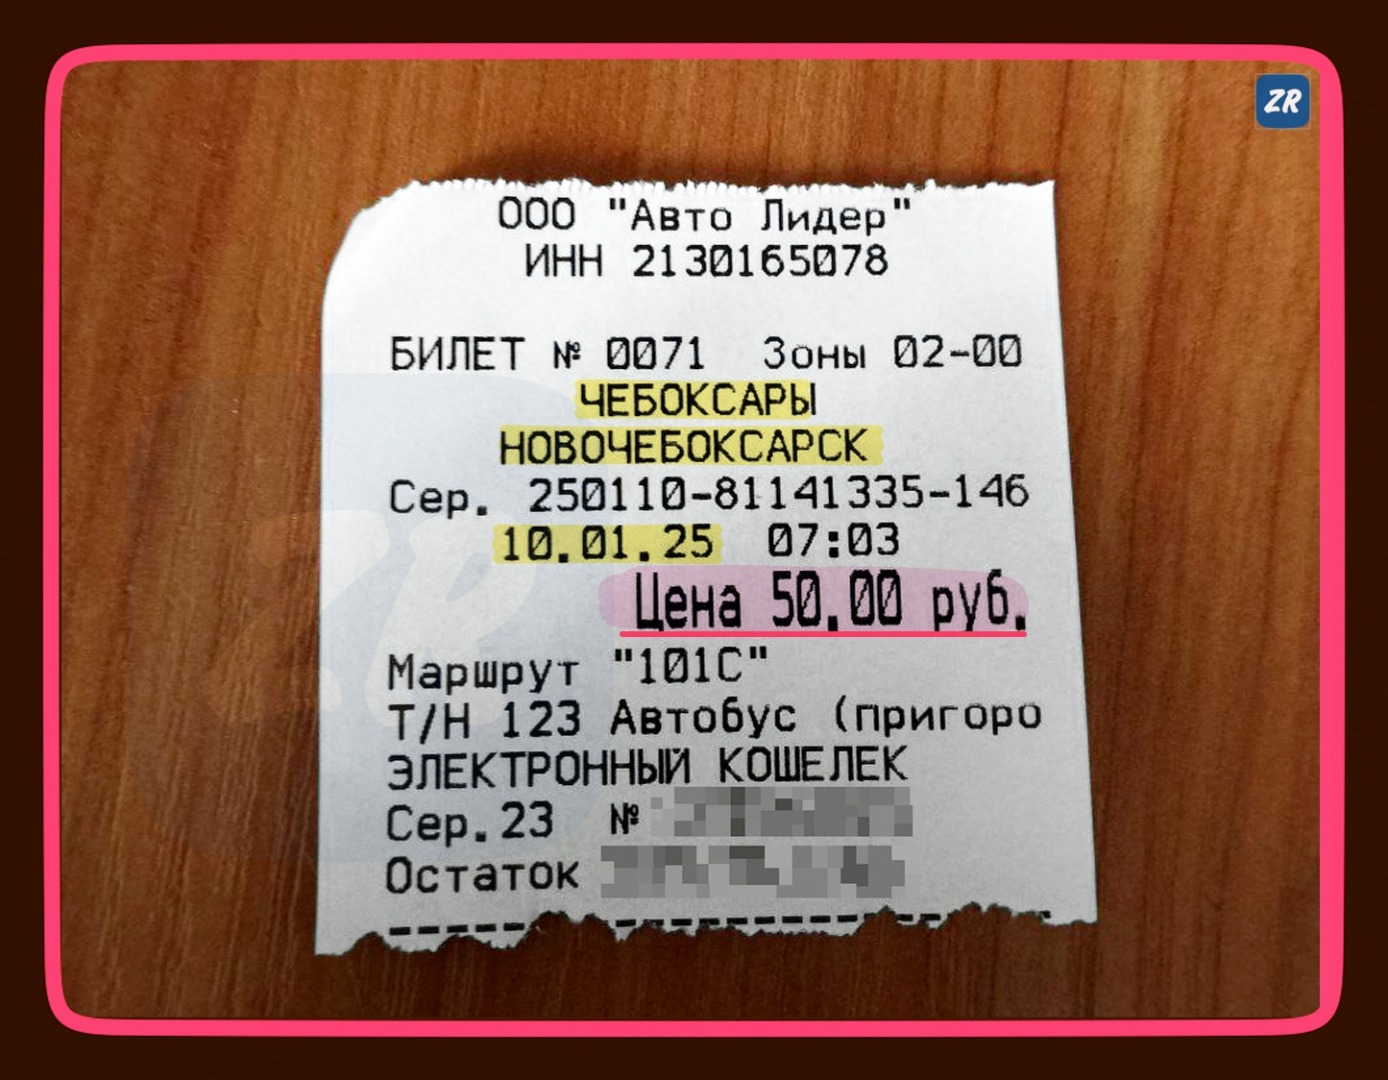 ZR
ООО "Авто Лидер"
ИНН 2130165078
БИЛЕТ № 0071 Зоны 02-00
ЧЕБОКСАРЫ
НОВОЧЕБОКСАРСК
Сер. 250110-81141335-146
10.01.25 07:03
Цена 50.00 руб.
Маршрут "101С"
Т/Н 123 Автобус (пригоро
ЭЛЕКТРОННЫЙ КОШЕЛЕК
Сер.23 №
Остаток